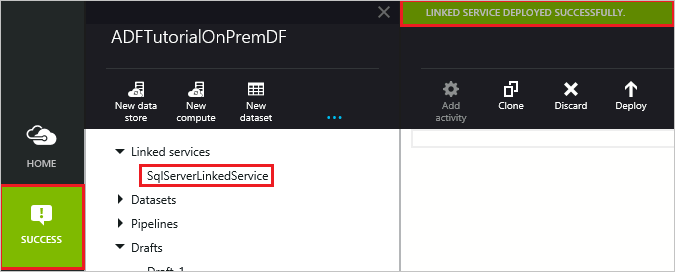 LINKED SERVICE DEPLOYED SUCCESSFULLY.
ADFTutorialOnPremDF
New data
store
New
compute
New
dataset
...
Add
activity
Clone
Discard
Deploy
HOME
SUCCESS
Linked services
SqlServerLinkedService
Datasets
Pipelines
Drafts
Draft-1